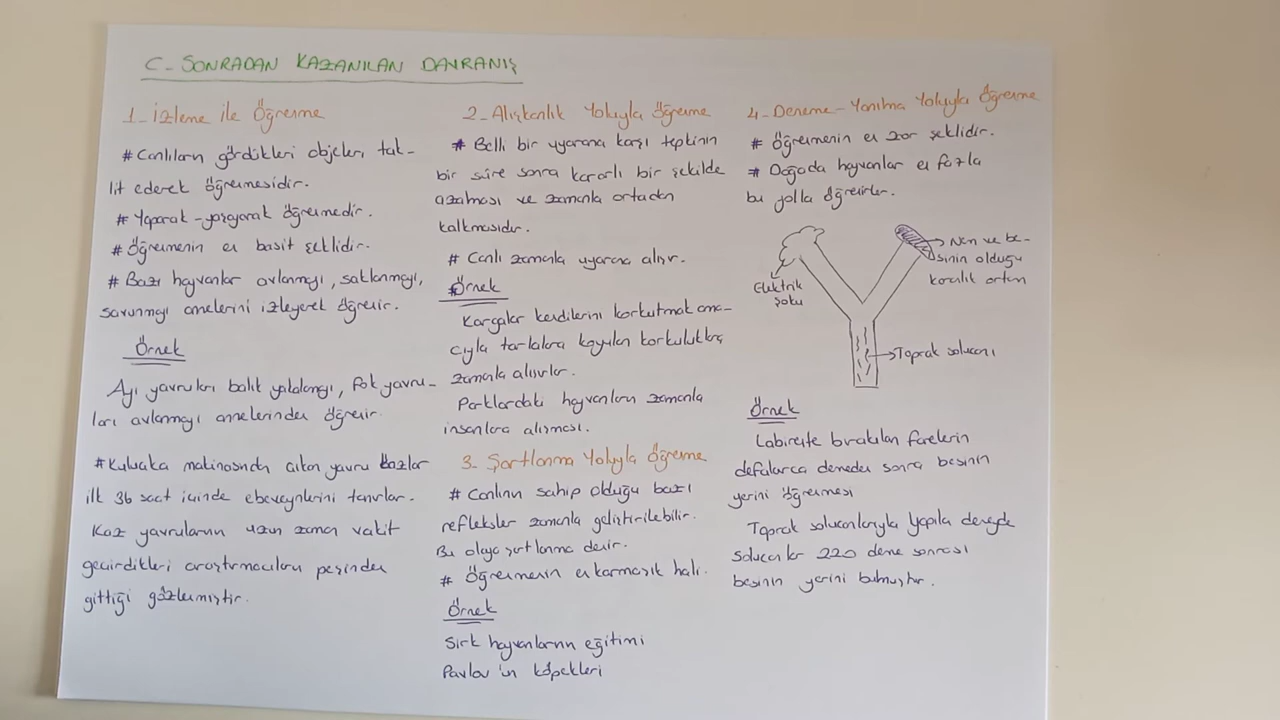 C- SONRADAN KAZANILAN DAVRANIŞ
1- İzleme ile Öğrenme
# Canlıların gördükleri objeleri tak-
lit ederek öğrenmesidir.
# Yaparak-yaşayarak öğrenmedir.
# Öğrenmenin en basit şeklidir.
# Bazı hayvanlar avlanmayı, saklanmayı,
savunmayı annelerini izleyerek öğrenir.
Örnek
Ayı yavruları balık yakalamayı, fok yavru-
ları avlanmayı annelerinden öğrenir.
# Kuluçka makinasından çıkan yavru kazlar
ilk 36 saat içinde ebeveynlerini tanırlar.
Kaz yavrularının uzun zaman vakit
geçirdikleri araştırmacıların peşinden
gittiği gözlenmiştir.
2- Alışkanlık Yoluyla Öğrenme
# Belli bir uyarana karşı tepkinin
bir süre sonra kararlı bir şekilde
azalması ve zamanla ortadan
kalkmasıdır.
# Canlı zamanla uyarana alışır.
Örnek
Kargalar kendilerini korkutmak ama-
cıyla tarlalara koyulan korkuluklara
zamanla alışırlar.
Parklardaki hayvanların zamanla
insanlara alışması.
3- Şartlanma Yoluyla Öğrenme
# Canlının sahip olduğu bazı
refleksler zamanla geliştirilebilir.
Bu olaya şartlanma denir.
# Öğrenmenin en karmaşık hali.
Örnek
Sirk hayvanlarının eğitimi
Pavlov'un köpekleri
4- Deneme-Yanılma Yoluyla Öğrenme
# Öğrenmenin en zor şeklidir.
# Doğada hayvanlar en fazla
bu yolla öğrenirler.
Elektrik
şoku
Nem ve be-
sinin olduğu
karanlık ortam
Toprak solucanı
Örnek
Labirente bırakılan farelerin
defalarca deneden sonra besinin
yerini öğrenmesi
Toprak solucanlarıyla yapılan deneyde
solucanlar 220 deneme sonrası
besinin yerini bulmuştur.